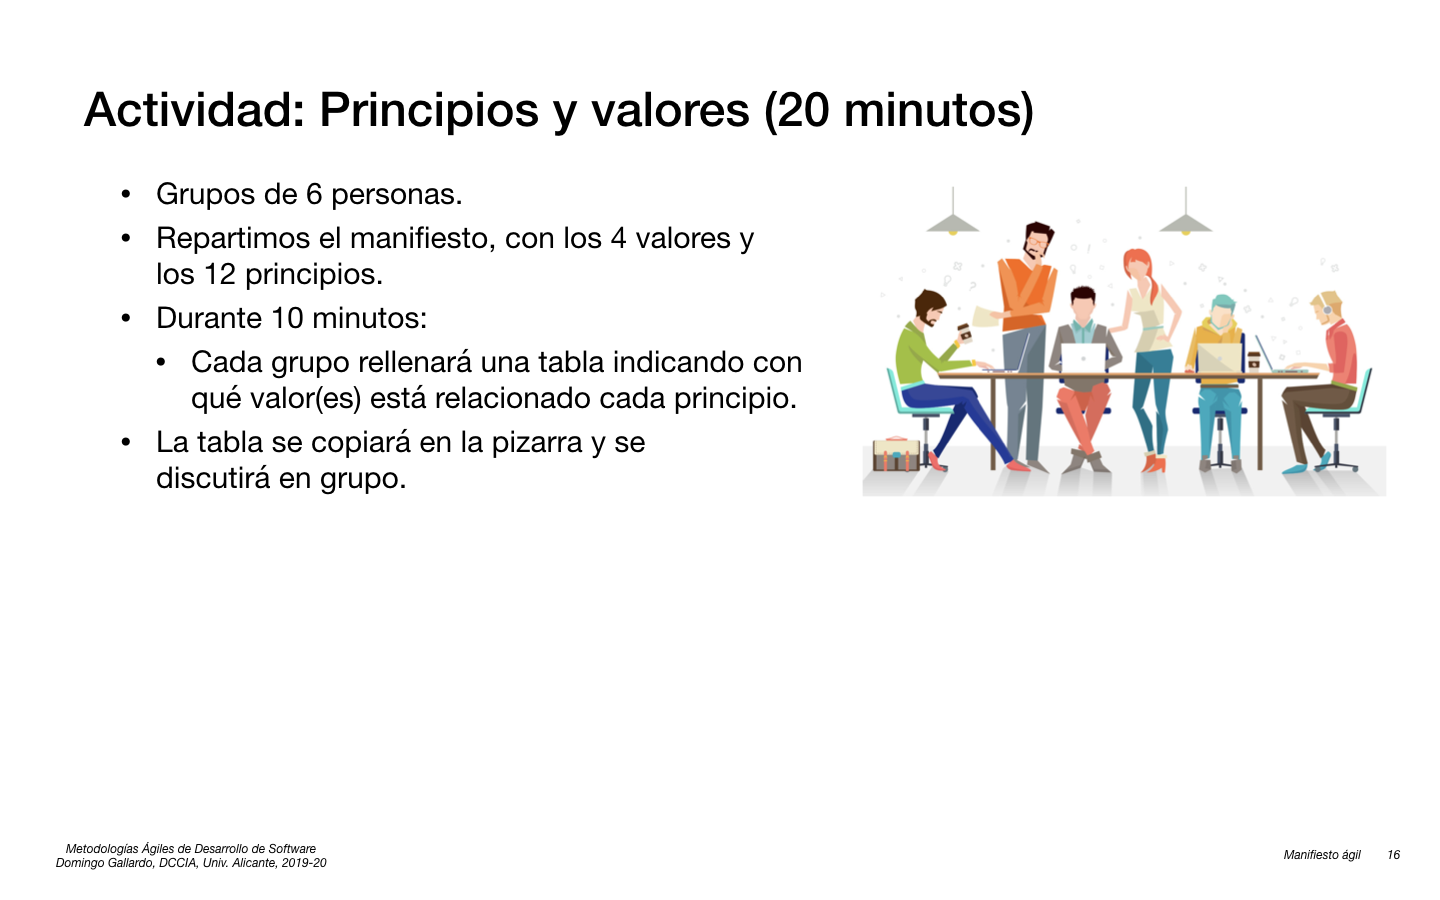 Actividad: Principios y valores (20 minutos)
• Grupos de 6 personas.
• Repartimos el manifiesto, con los 4 valores y
los 12 principios.
• Durante 10 minutos:
• Cada grupo rellenará una tabla indicando con
qué valor(es) está relacionado cada principio.
• La tabla se copiará en la pizarra y se
discutirá en grupo.
Metodologías Ágiles de Desarrollo de Software
Domingo Gallardo, DCCIA, Univ. Alicante, 2019-20
Manifiesto ágil 16